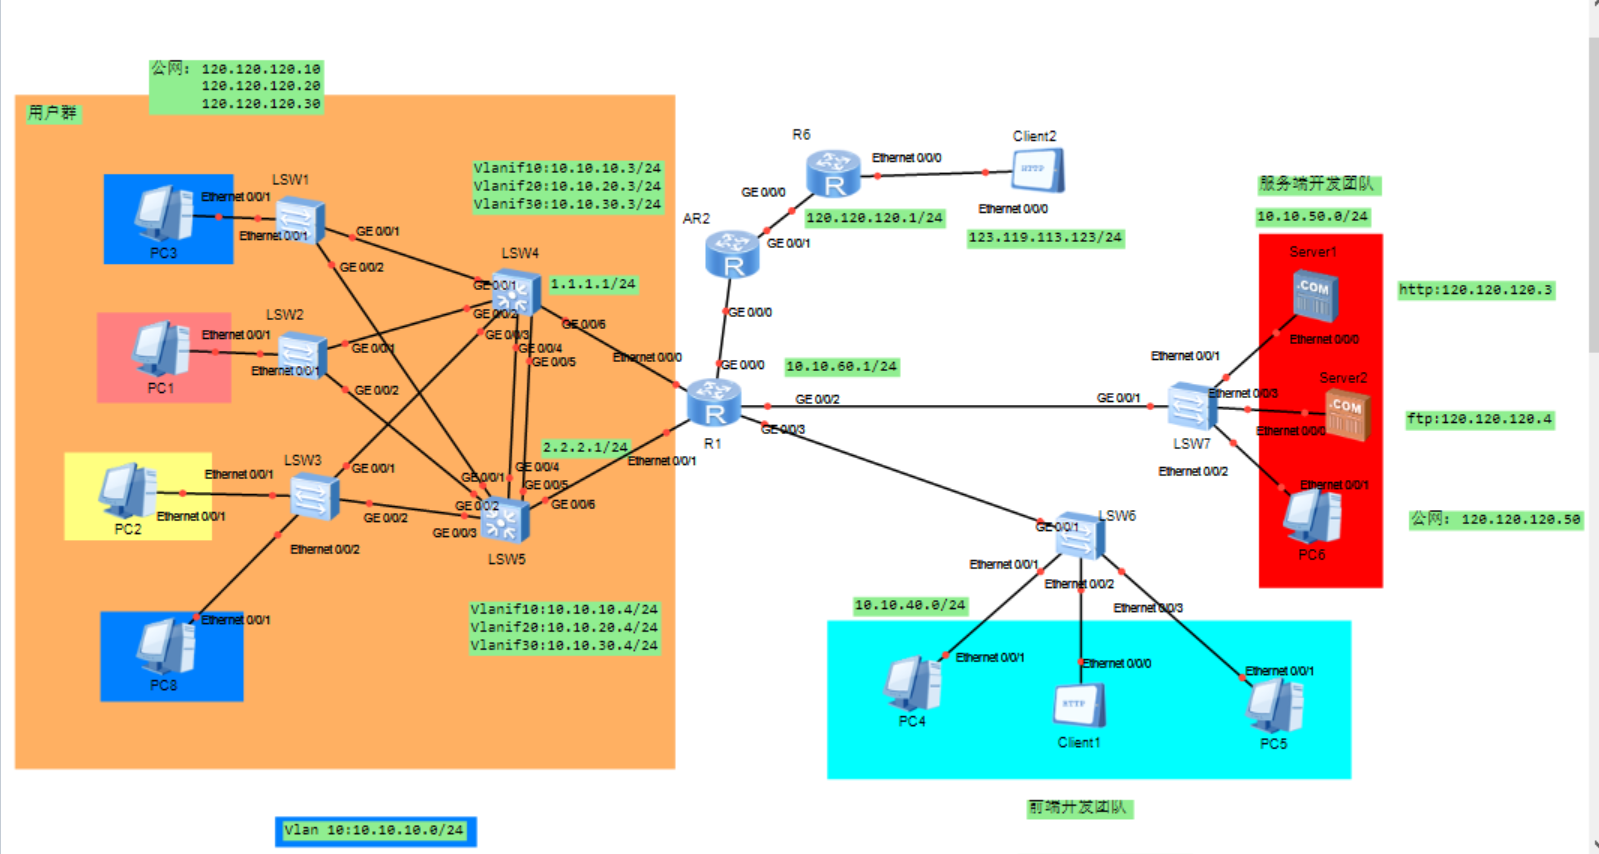 公网: 120.120.120.10
120.120.120.20
120.120.120.30
用户群
R6
Client2
Ethernet 0/0/0
HTTP
GE 0/0/0
R
Ethernet 0/0/0
120.120.120.1/24
123.119.113.123/24
AR2
GE 0/0/1
R
GE 0/0/0
GE 0/0/0
Vlanif10:10.10.10.3/24
Vlanif20:10.10.20.3/24
Vlanif30:10.10.30.3/24
LSW1
Ethernet 0/0/1
Ethernet 0/0/1
PC3
GE 0/0/1
GE 0/0/2
LSW4
GE 0/0/1
1.1.1.1/24
GE 0/0/2
GE 0/0/3
GE 0/0/4
GE 0/0/5
GE 0/0/6
LSW2
Ethernet 0/0/1
Ethernet 0/0/1
PC1
GE 0/0/1
GE 0/0/2
Ethernet 0/0/0
10.10.60.1/24
R
R1
GE 0/0/2
GE 0/0/3
2.2.2.1/24
Ethernet 0/0/1
LSW3
Ethernet 0/0/1
Ethernet 0/0/1
PC2
GE 0/0/1
GE 0/0/2
Ethernet 0/0/2
GE 0/0/4
GE 0/0/1
GE 0/0/5
GE 0/0/2
GE 0/0/6
GE 0/0/3
LSW5
Ethernet 0/0/1
PC8
Vlanif10:10.10.10.4/24
Vlanif20:10.10.20.4/24
Vlanif30:10.10.30.4/24
服务端开发团队
10.10.50.0/24
Server1
.COM
http:120.120.120.3
Ethernet 0/0/0
Ethernet 0/0/1
Server2
Ethernet 0/0/3
GE 0/0/1
.COM
ftp:120.120.120.4
Ethernet 0/0/0
LSW7
Ethernet 0/0/2
Ethernet 0/0/1
公网: 120.120.120.50
PC6
LSW6
GE 0/0/1
Ethernet 0/0/1
Ethernet 0/0/2
Ethernet 0/0/3
10.10.40.0/24
Ethernet 0/0/1
Ethernet 0/0/0
Ethernet 0/0/1
HTTP
PC4
Client1
PC5
前端开发团队
Vlan 10:10.10.10.0/24